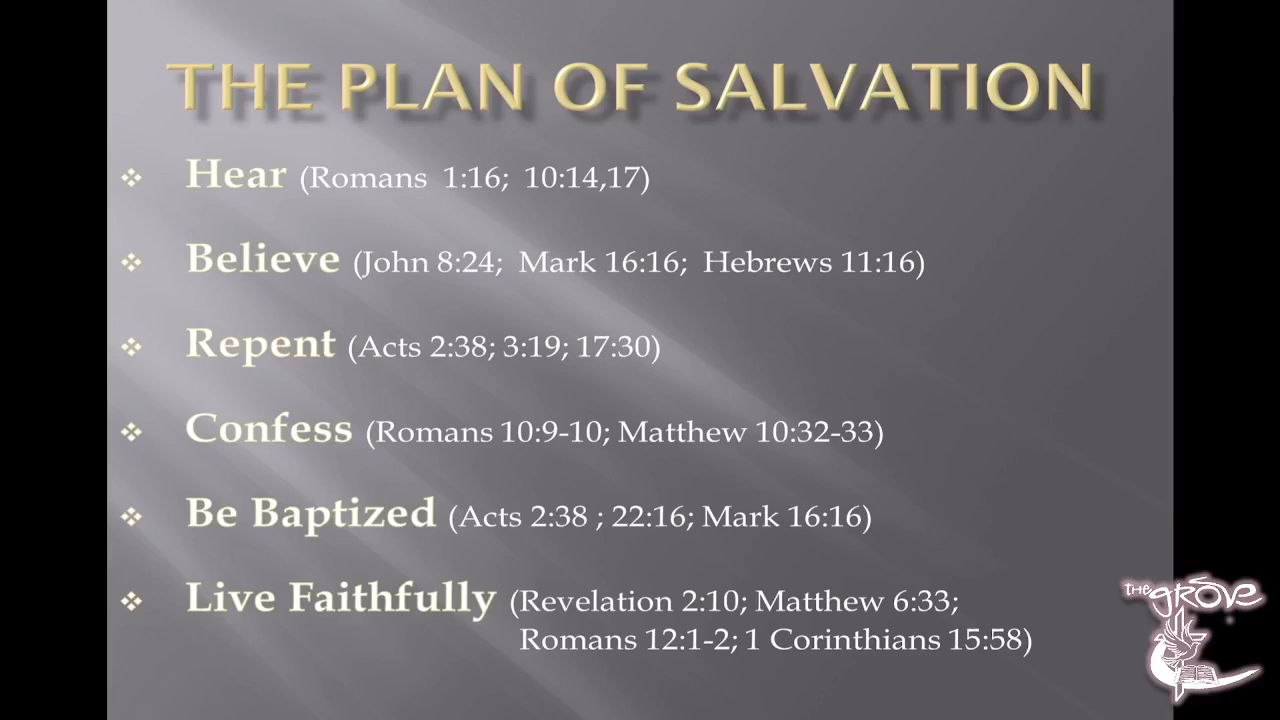 THE PLAN OF SALVATION
Hear (Romans 1:16; 10:14,17)
Believe (John 8:24; Mark 16:16; Hebrews 11:16)
Repent (Acts 2:38; 3:19; 17:30)
Confess (Romans 10:9-10; Matthew 10:32-33)
Be Baptized (Acts 2:38 ; 22:16; Mark 16:16)
Live Faithfully (Revelation 2:10; Matthew 6:33;
Romans 12:1-2; 1 Corinthians 15:58)
THE GROVE